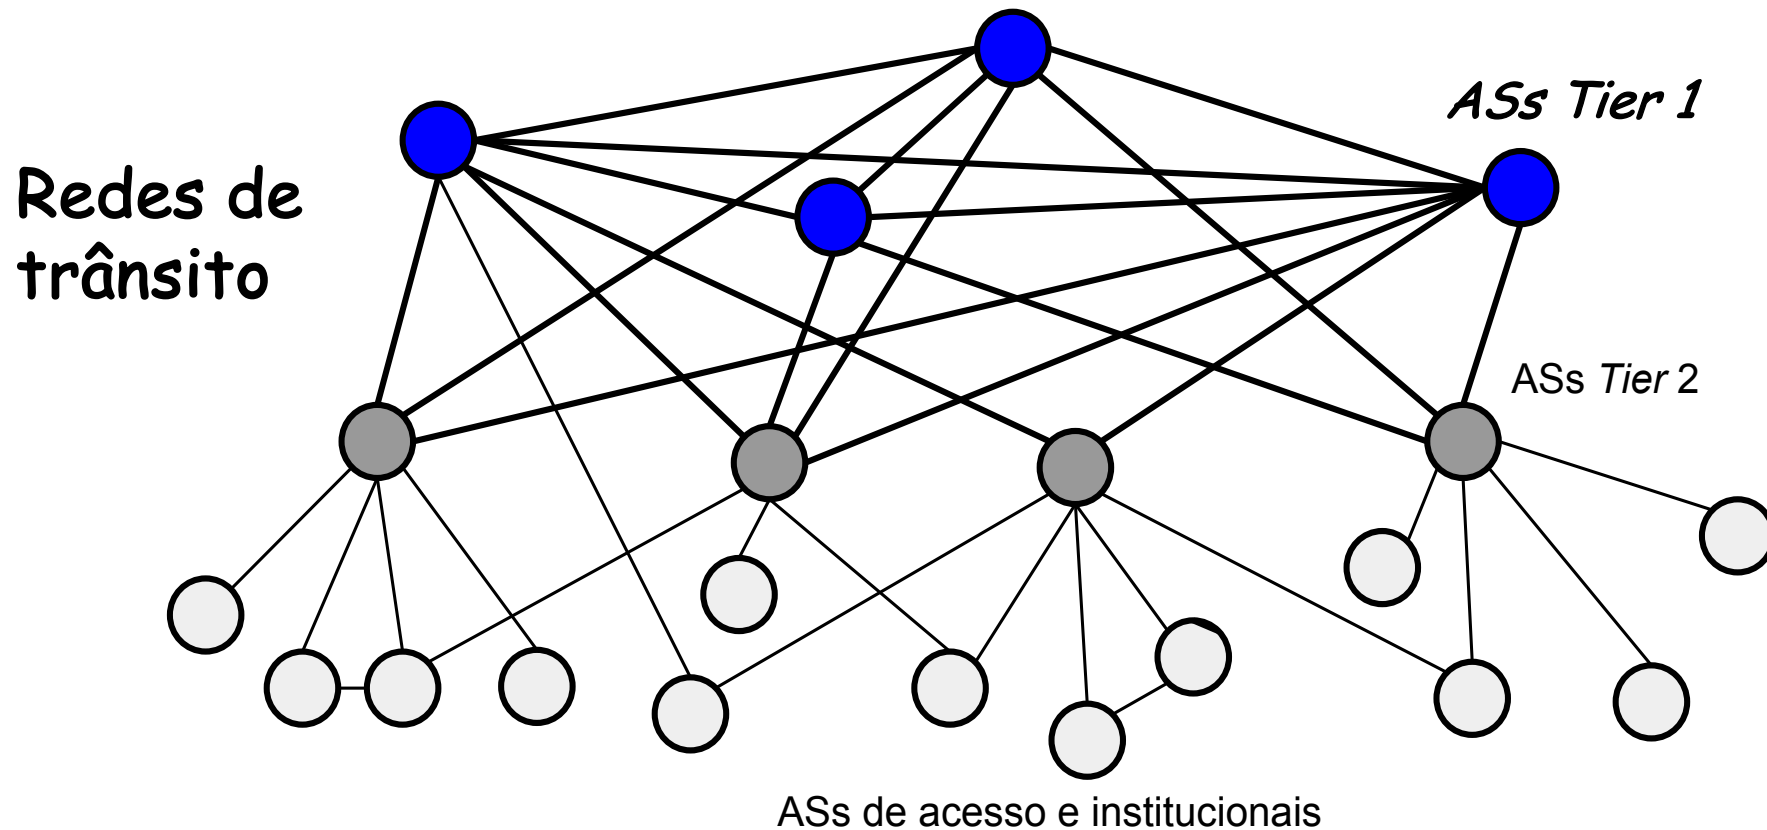 ASs Tier 1
Redes de
trânsito
ASs Tier 2
ASs de acesso e institucionais